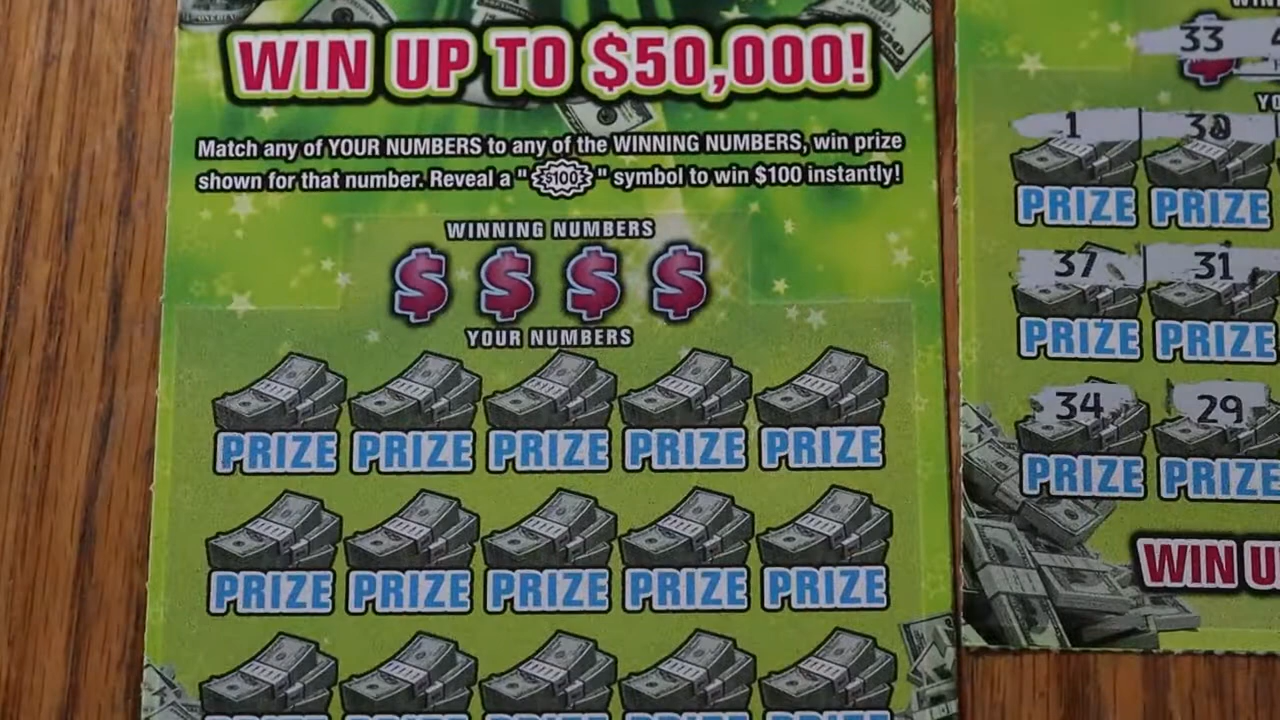 WIN UP TO $50,000!
Match any of YOUR NUMBERS to any of the WINNING NUMBERS, win prize
shown for that number. Reveal a " $100 " symbol to win $100 instantly!
WINNING NUMBERS
$ $ $ $
YOUR NUMBERS
PRIZE PRIZE PRIZE PRIZE PRIZE
PRIZE PRIZE PRIZE PRIZE PRIZE
33
1 30
PRIZE PRIZE
37 31
PRIZE PRIZE
34 29
PRIZE PRIZE
WIN U